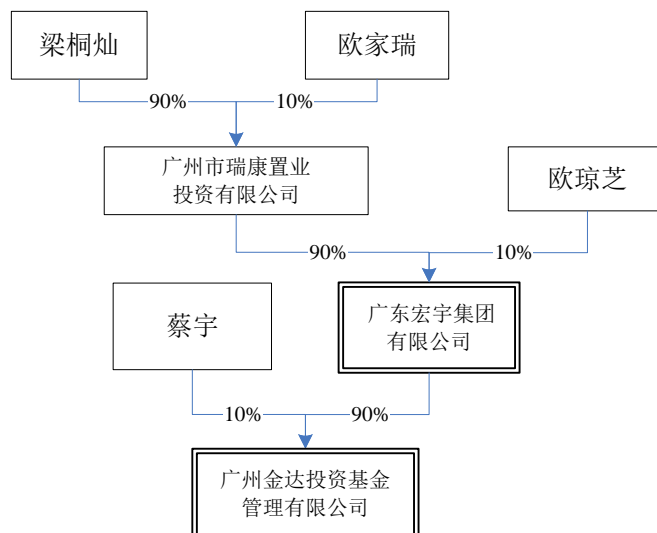 梁桐灿
欧家瑞
90%
10%
广州市瑞康置业
投资有限公司
欧琼芝
90%
10%
蔡宇
广东宏宇集团
有限公司
10%
90%
广州金达投资基金
管理有限公司